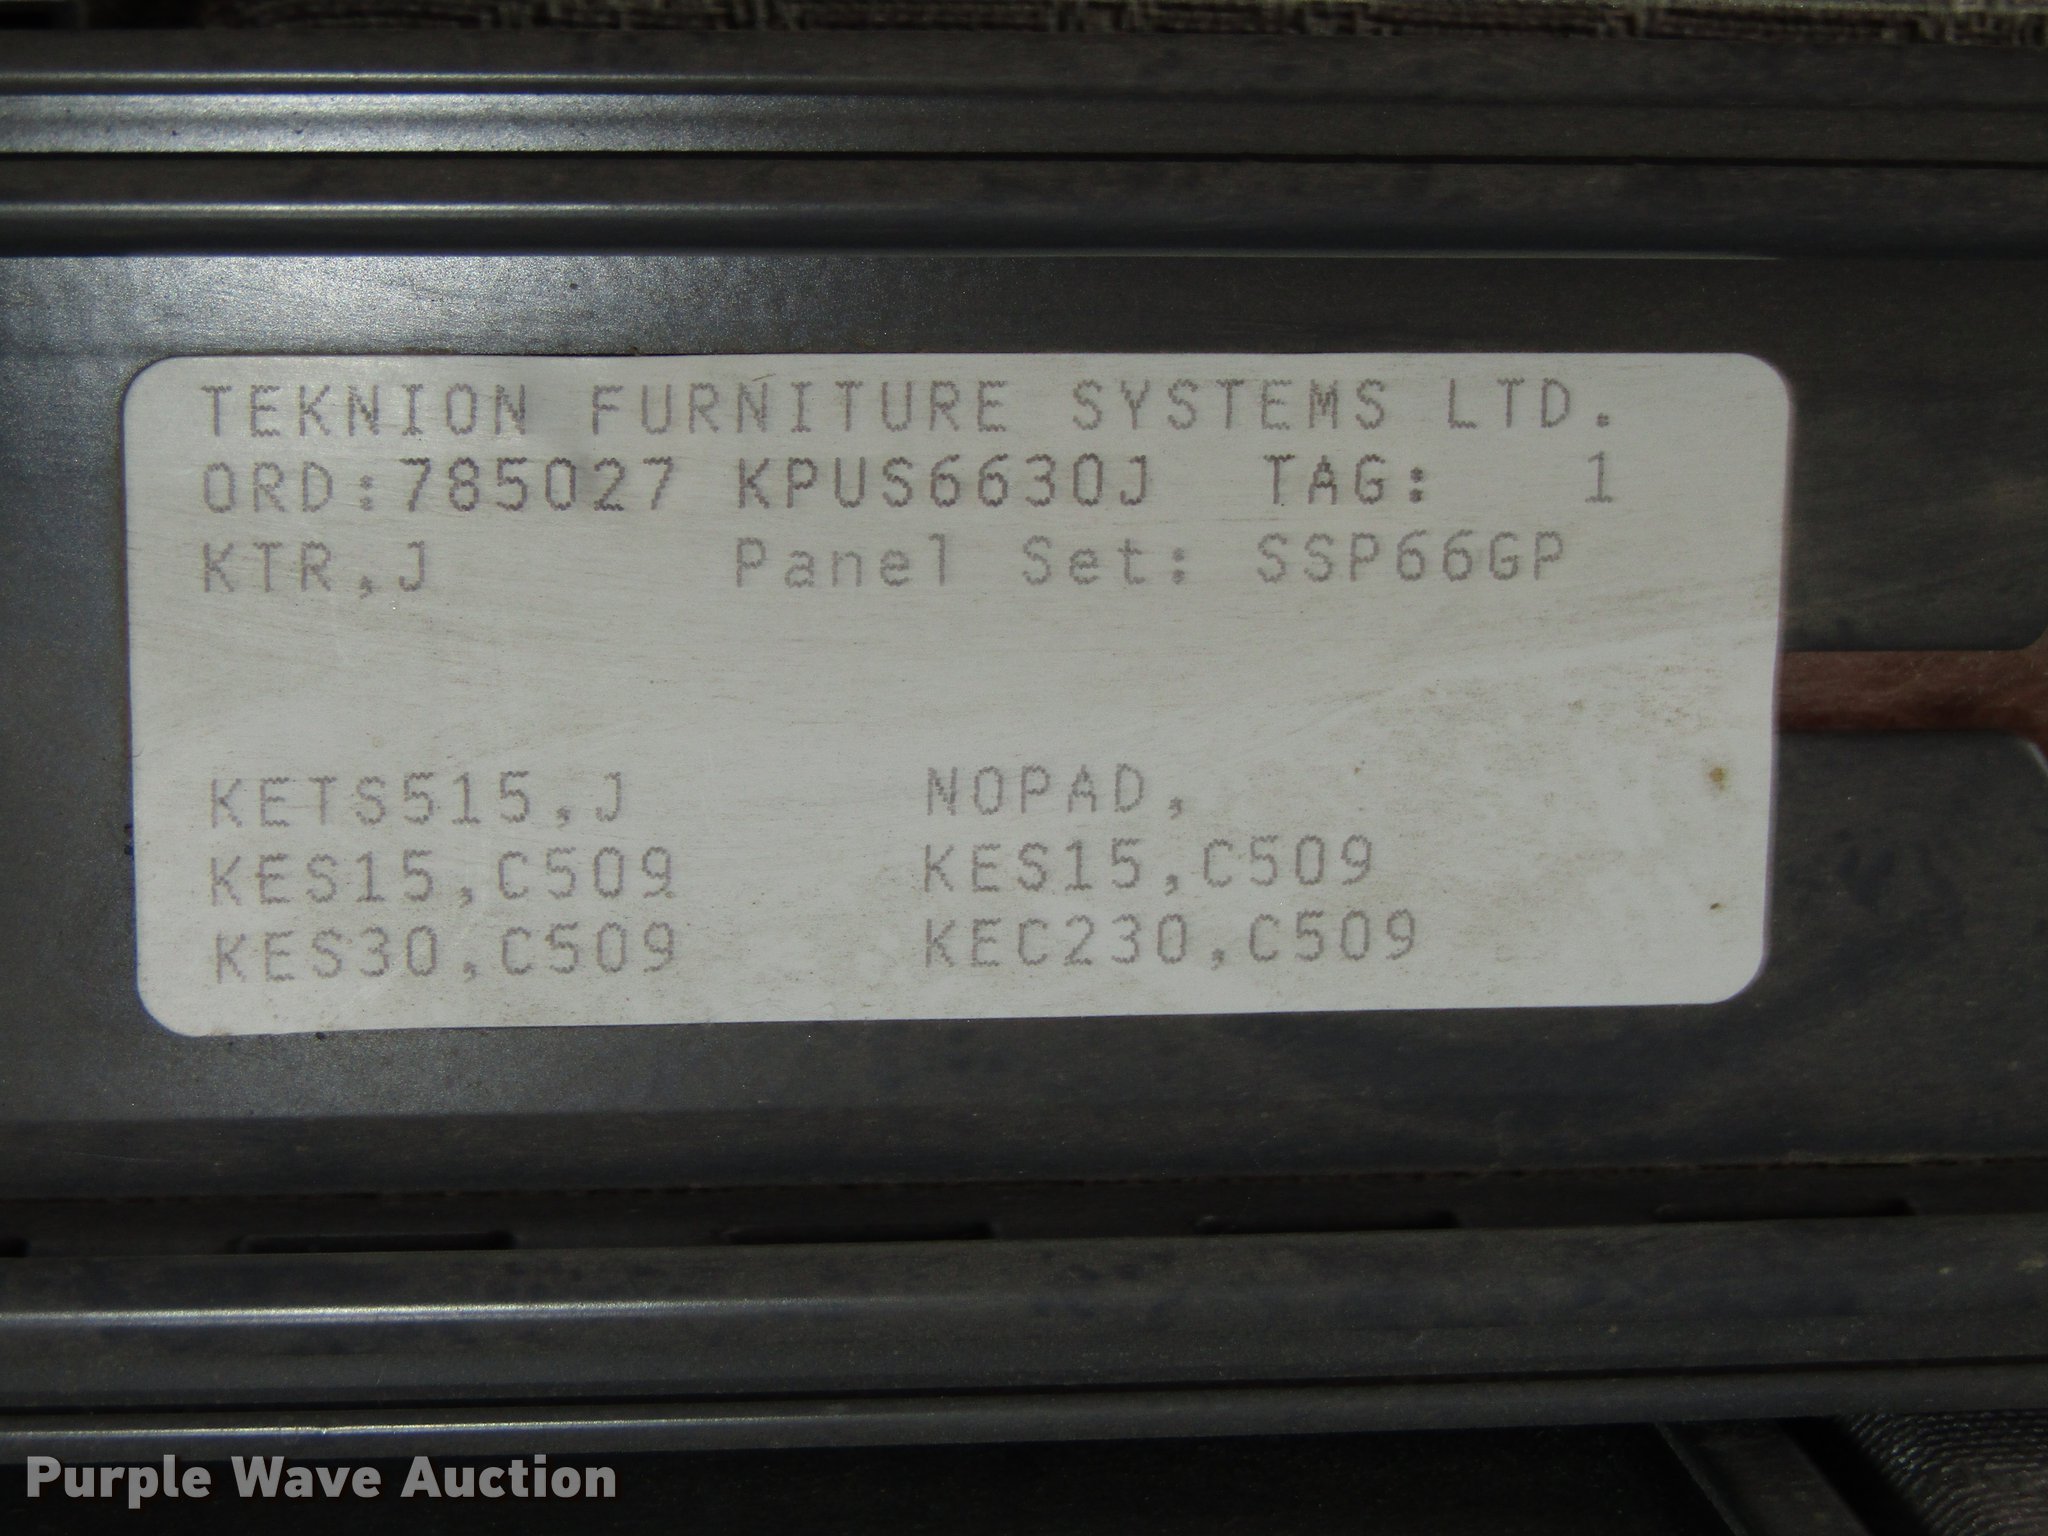 TEKNION FURNITURE SYSTEMS LTD.
ORD:785027 KPUS6630J TAG: 1
KTR,J Panel Set: SSP66GP
KETS515,J NOPAD,
KES15,C509 KES15,C509
KES30,C509 KEC230,C509
Purple Wave Auction